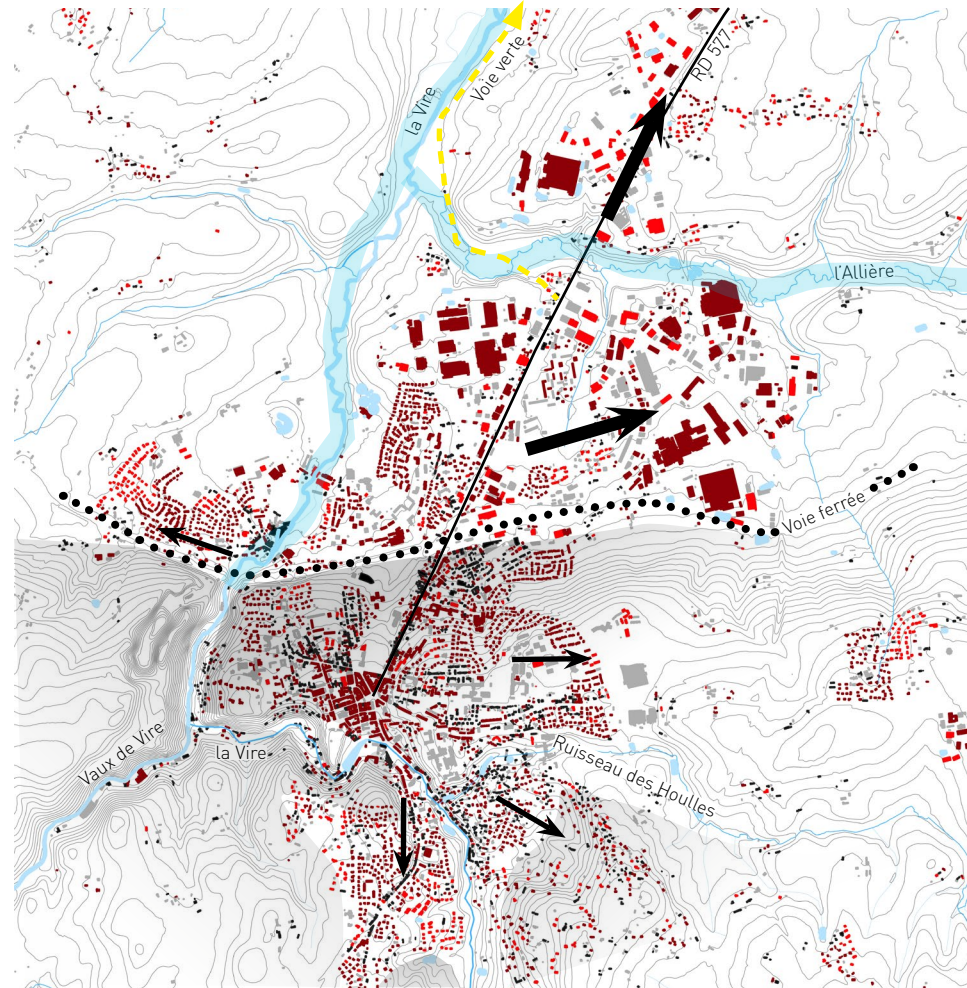 Voie verte
RD 577
la Vire
l'Allière
Voie ferrée
Vaux de Vire
la Vire
Ruisseau des Houlles